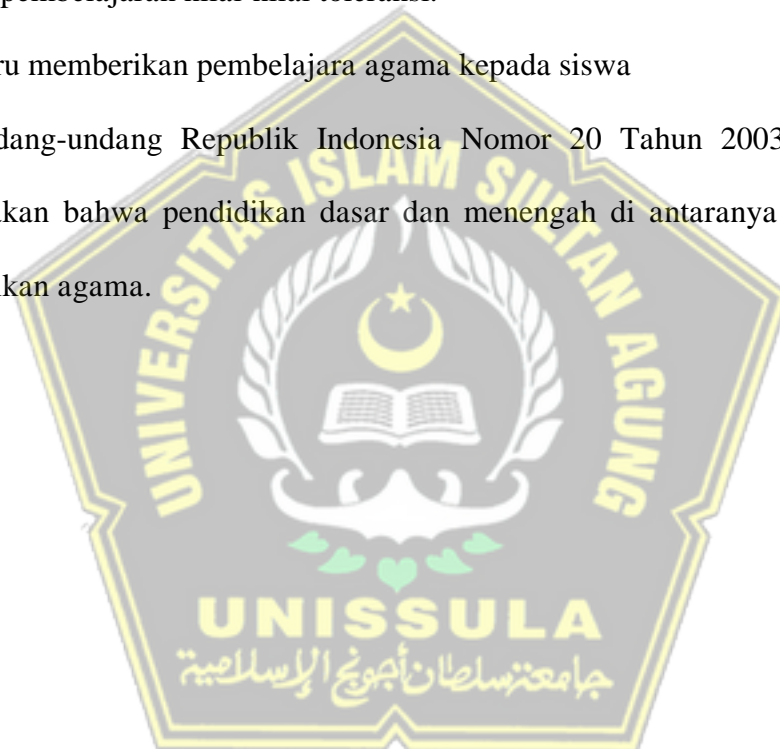 pembelajaran nilai-nilai toleransi.
ru memberikan pembelajara agama kepada siswa
dang-undang Republik Indonesia Nomor 20 Tahun 2003
kan bahwa pendidikan dasar dan menengah di antaranya
kan agama.
UNIVERSITAS ISLAM SULTAN AGUNG
UNISSULA
جامعة سلطان أجونج الإسلامية